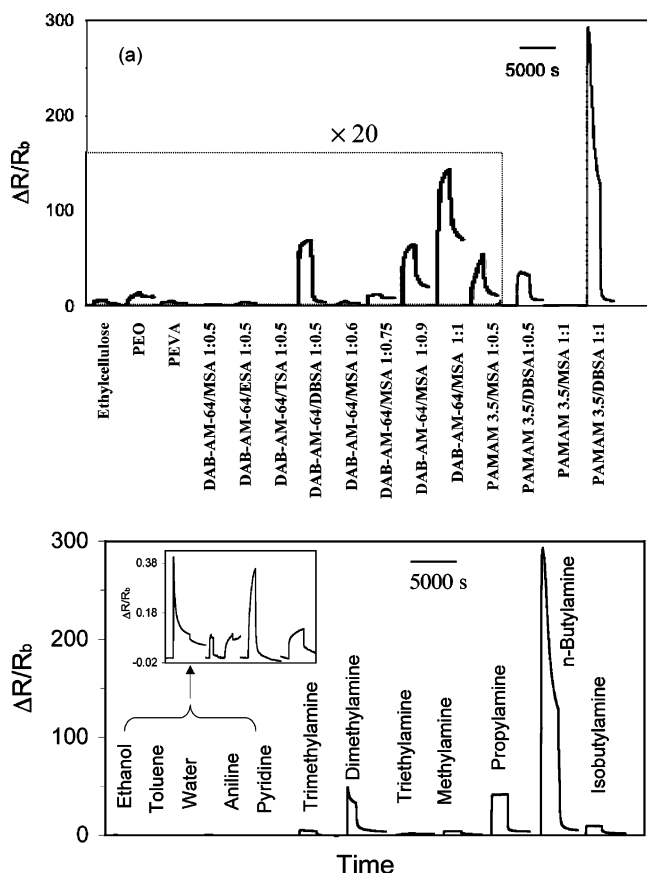 300
(a)
5000 s
200
× 20
ΔR/Rb
100
0
Ethylcellulose
PEO
PEVA
DAB-AM-64/MSA 1:0.5
DAB-AM-64/ESA 1:0.5
DAB-AM-64/TSA 1:0.5
DAB-AM-64/DBSA 1:0.5
DAB-AM-64/MSA 1:0.6
DAB-AM-64/MSA 1:0.75
DAB-AM-64/MSA 1:0.9
DAB-AM-64/MSA 1:1
PAMAM 3.5/MSA 1:0.5
PAMAM 3.5/DBSA1:0.5
PAMAM 3.5/MSA 1:1
PAMAM 3.5/DBSA 1:1
300
0.38
ΔR/Rb
0.18
-0.02
5000 s
200
ΔR/Rb
100
0
Ethanol
Toluene
Water
Aniline
Pyridine
Trimethylamine
Dimethylamine
Triethylamine
Methylamine
Propylamine
n-Butylamine
Isobutylamine
Time